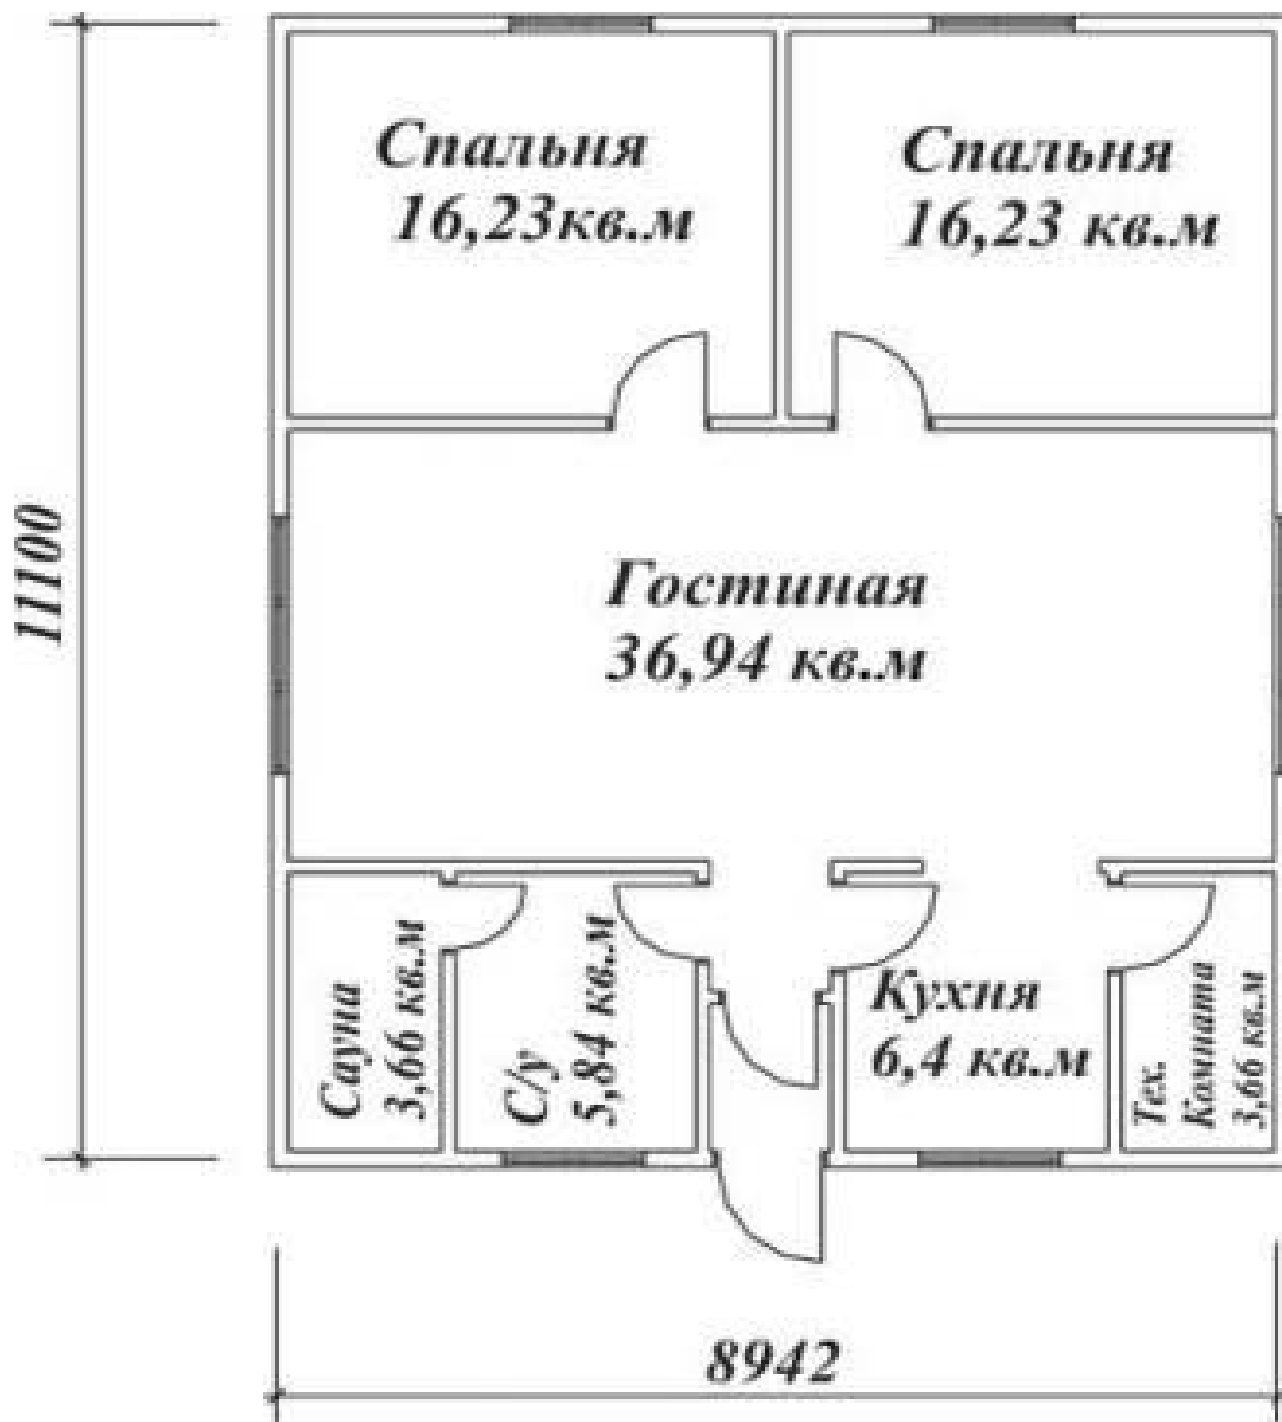 Спальня
16,23кв.м
Спальня
16,23 кв.м
11100
Гостиная
36,94 кв.м
Сауна
3,66 кв.м
С/у
5,84 кв.м
Кухня
6,4 кв.м
Тех.
Комната
3,66 кв.м
8942